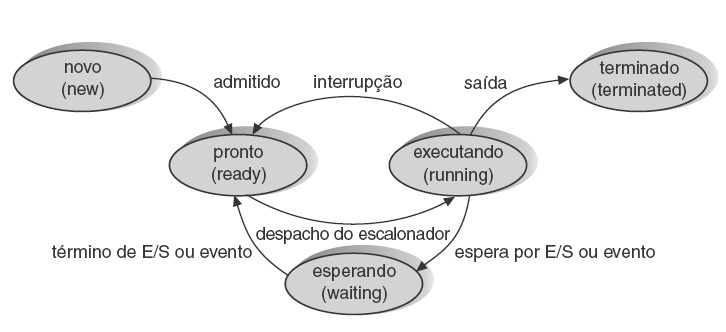 novo
(new)
admitido
interrupção
saída
terminado
(terminated)
pronto
(ready)
executando
(running)
despacho do escalonador
término de E/S ou evento
espera por E/S ou evento
esperando
(waiting)